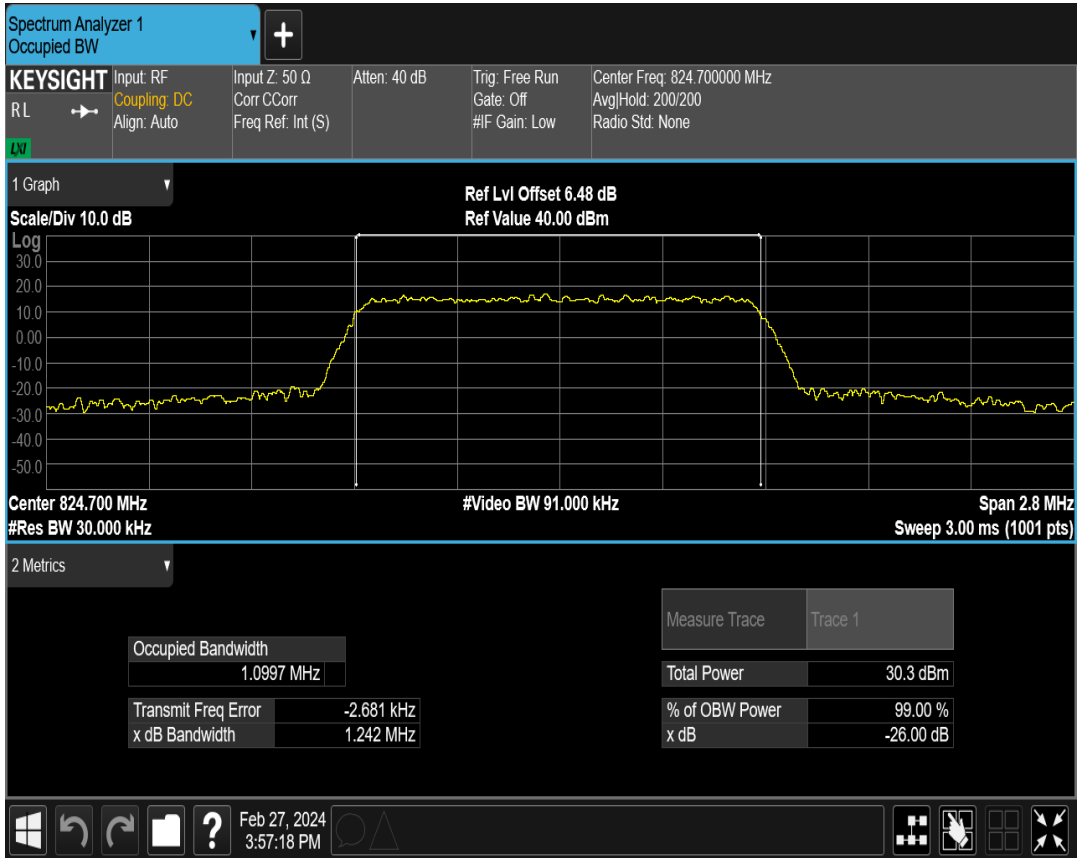 Spectrum Analyzer 1
Occupied BW
+
KEYSIGHT
R L
LXI
Input: RF
Coupling: DC
Align: Auto
Input Z: 50 Ω
Corr CCorr
Freq Ref: Int (S)
Atten: 40 dB
Trig: Free Run
Gate: Off
#IF Gain: Low
Center Freq: 824.700000 MHz
Avg|Hold: 200/200
Radio Std: None
1 Graph
Scale/Div 10.0 dB
Ref Lvl Offset 6.48 dB
Ref Value 40.00 dBm
Log
30.0
20.0
10.0
0.00
-10.0
-20.0
-30.0
-40.0
-50.0
Center 824.700 MHz
#Video BW 91.000 kHz
Span 2.8 MHz
#Res BW 30.000 kHz
Sweep 3.00 ms (1001 pts)
2 Metrics
Measure Trace Trace 1
Occupied Bandwidth
1.0997 MHz
Total Power 30.3 dBm
Transmit Freq Error -2.681 kHz
% of OBW Power 99.00 %
x dB Bandwidth 1.242 MHz
x dB -26.00 dB
?
Feb 27, 2024
3:57:18 PM